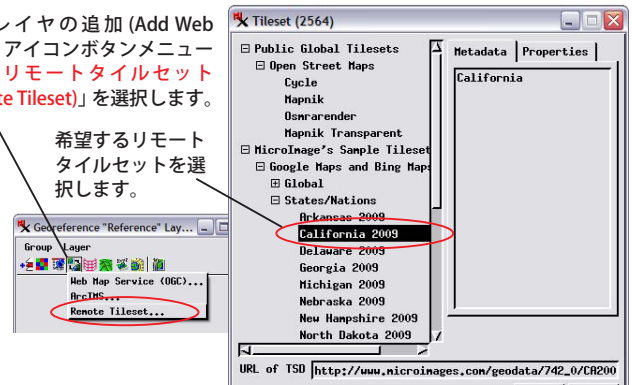 レイヤの追加 (Add Web
アイコンボタンメニュー
リモートタイルセット
Tileset)」を選択します。
希望するリモート
タイルセットを選
択します。
Georeference "Reference" Lay...
Group Layer
Web Map Service (OGC)...
ArcIMS...
Remote Tileset...
Tileset (2564)
Public Global Tilesets
Open Street Maps
Cycle
Mapnik
Osmrarender
Mapnik Transparent
MicroImage's Sample Tileset
Google Maps and Bing Maps
Global
States/Nations
Arkansas 2009
California 2009
Delaware 2009
Georgia 2009
Michigan 2009
Nebraska 2009
New Hampshire 2009
North Dakota 2009
Metadata Properties
California
URL of TSD http://www.microimages.com/geodata/742_0/CA200